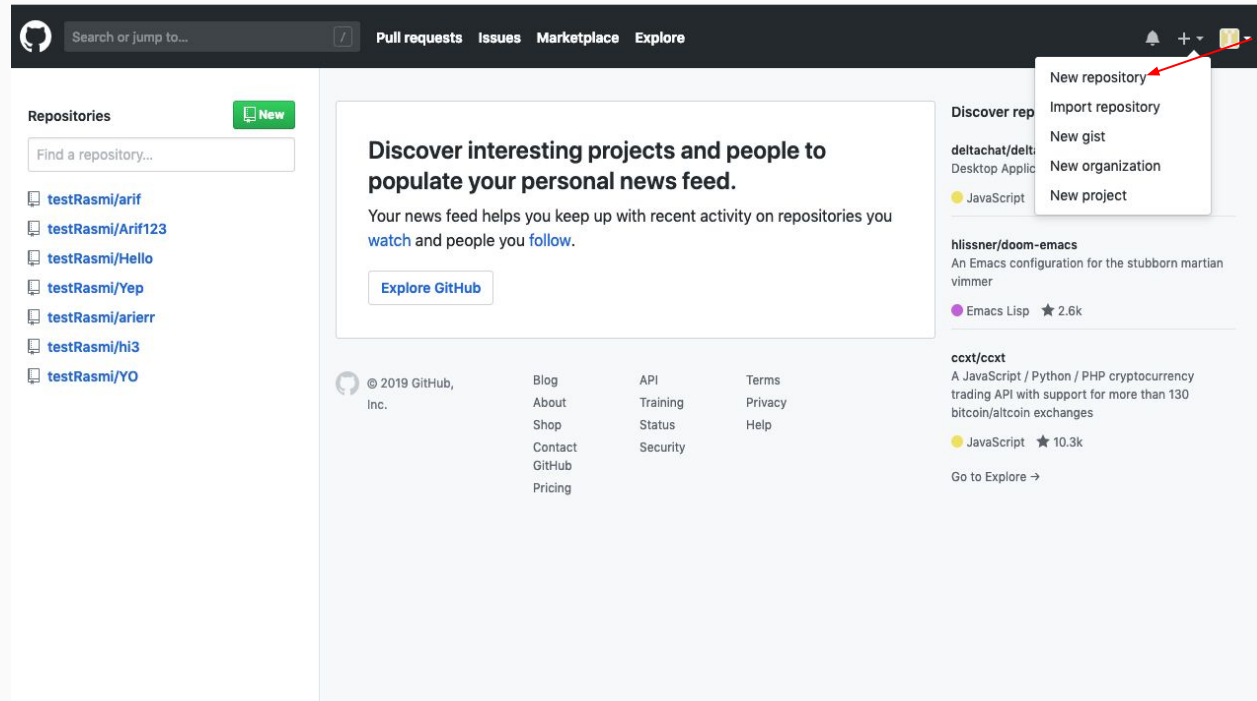 Search or jump to...
/
Pull requests Issues Marketplace Explore
Repositories
New
Find a repository...
testRasmi/arif
testRasmi/Arif123
testRasmi/Hello
testRasmi/Yep
testRasmi/arierr
testRasmi/hi3
testRasmi/YO
Discover interesting projects and people to
populate your personal news feed.
Your news feed helps you keep up with recent activity on repositories you
watch and people you follow.
Explore GitHub
© 2019 GitHub,
Inc.
Blog
About
Shop
Contact
GitHub
Pricing
API
Training
Status
Security
Terms
Privacy
Help
New repository
Import repository
New gist
New organization
New project
Discover
deltachat/
Desktop
JavaScript
hlissner/doom-emacs
An Emacs configuration for the stubborn martian
vimmer
Emacs Lisp ★ 2.6k
ccxt/ccxt
A JavaScript / Python / PHP cryptocurrency
trading API with support for more than 130
bitcoin/altcoin exchanges
JavaScript ★ 10.3k
Go to Explore →